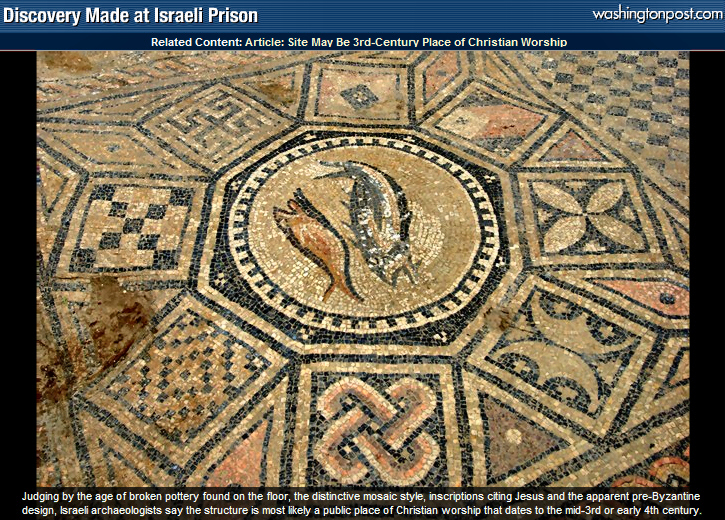 Discovery Made at Israeli Prison
washingtonpost.com
Related Content: Article: Site May Be 3rd-Century Place of Christian Worship
Judging by the age of broken pottery found on the floor, the distinctive mosaic style, inscriptions citing Jesus and the apparent pre-Byzantine
design, Israeli archaeologists say the structure is most likely a public place of Christian worship that dates to the mid-3rd or early 4th century.